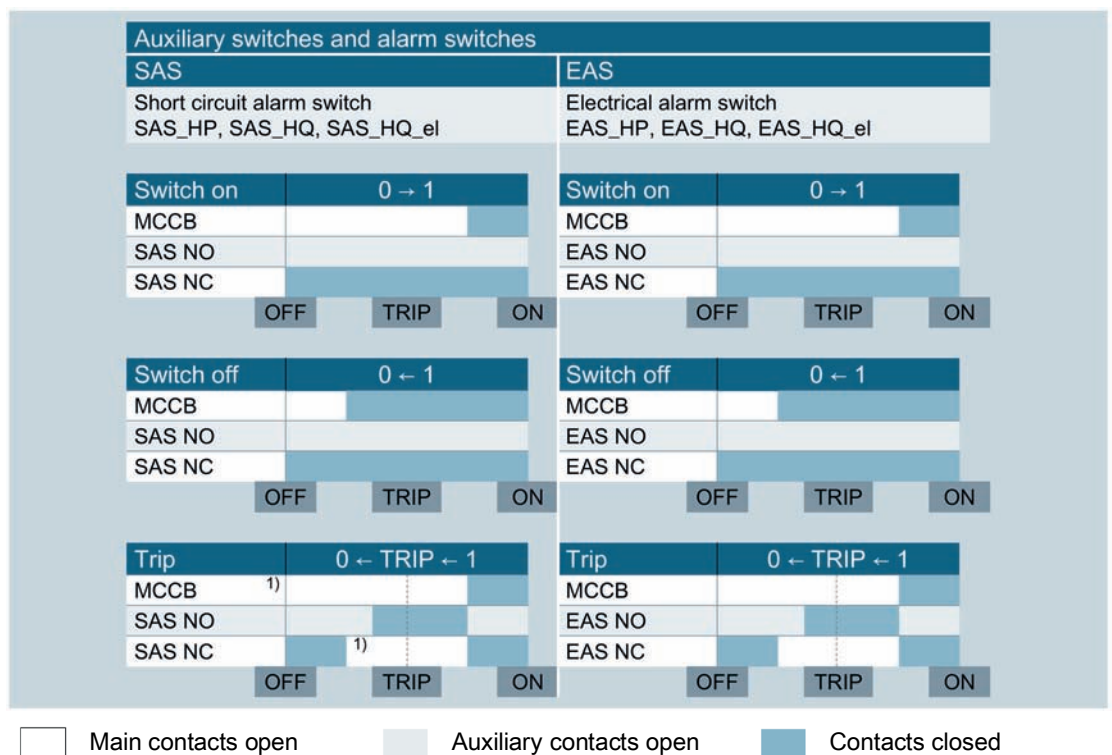 Auxiliary switches and alarm switches
SAS EAS
Short circuit alarm switch
SAS_HP, SAS_HQ, SAS_HQ_el
Electrical alarm switch
EAS_HP, EAS_HQ, EAS_HQ_el
Switch on 0 → 1
MCCB
SAS NO
SAS NC
OFF TRIP ON
Switch on 0 → 1
MCCB
EAS NO
EAS NC
OFF TRIP ON
Switch off 0 ← 1
MCCB
SAS NO
SAS NC
OFF TRIP ON
Switch off 0 ← 1
MCCB
EAS NO
EAS NC
OFF TRIP ON
Trip 0 ← TRIP ← 1
MCCB 1)
SAS NO
SAS NC 1)
OFF TRIP ON
Trip 0 ← TRIP ← 1
MCCB
EAS NO
EAS NC
OFF TRIP ON
Main contacts open Auxiliary contacts open Contacts closed